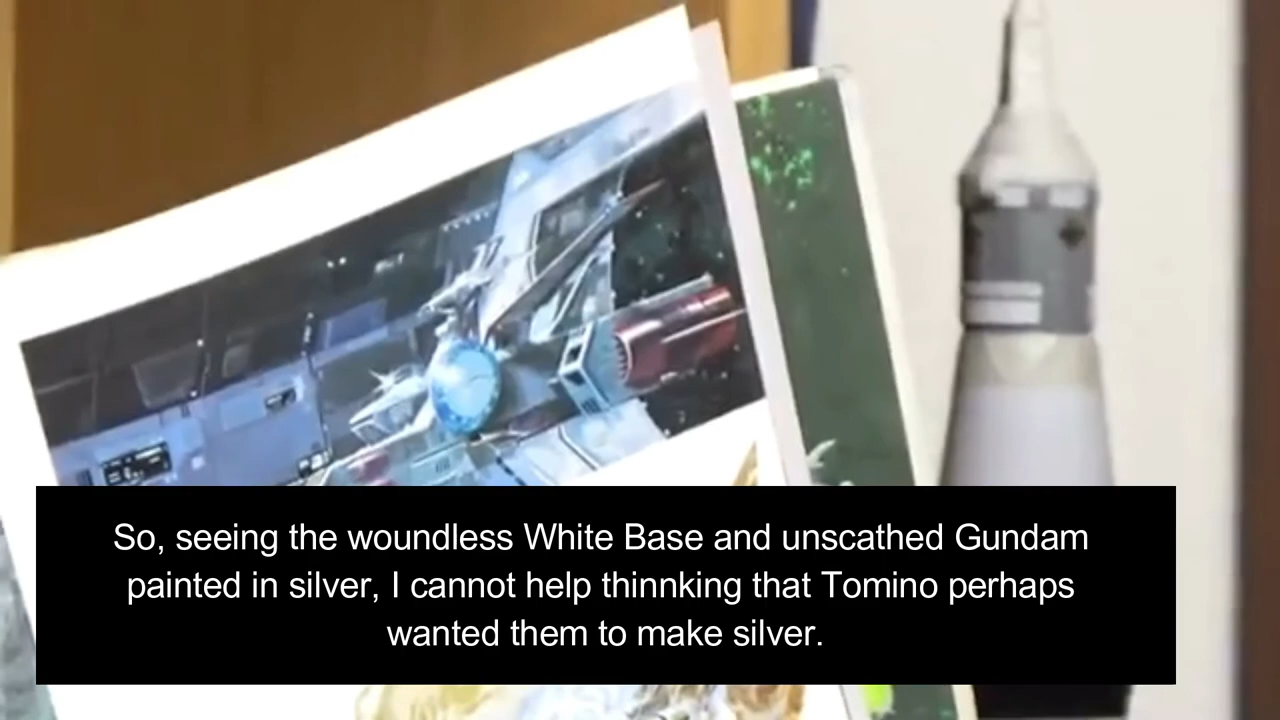 So, seeing the woundless White Base and unscathed Gundam
painted in silver, I cannot help thinnking that Tomino perhaps
wanted them to make silver.